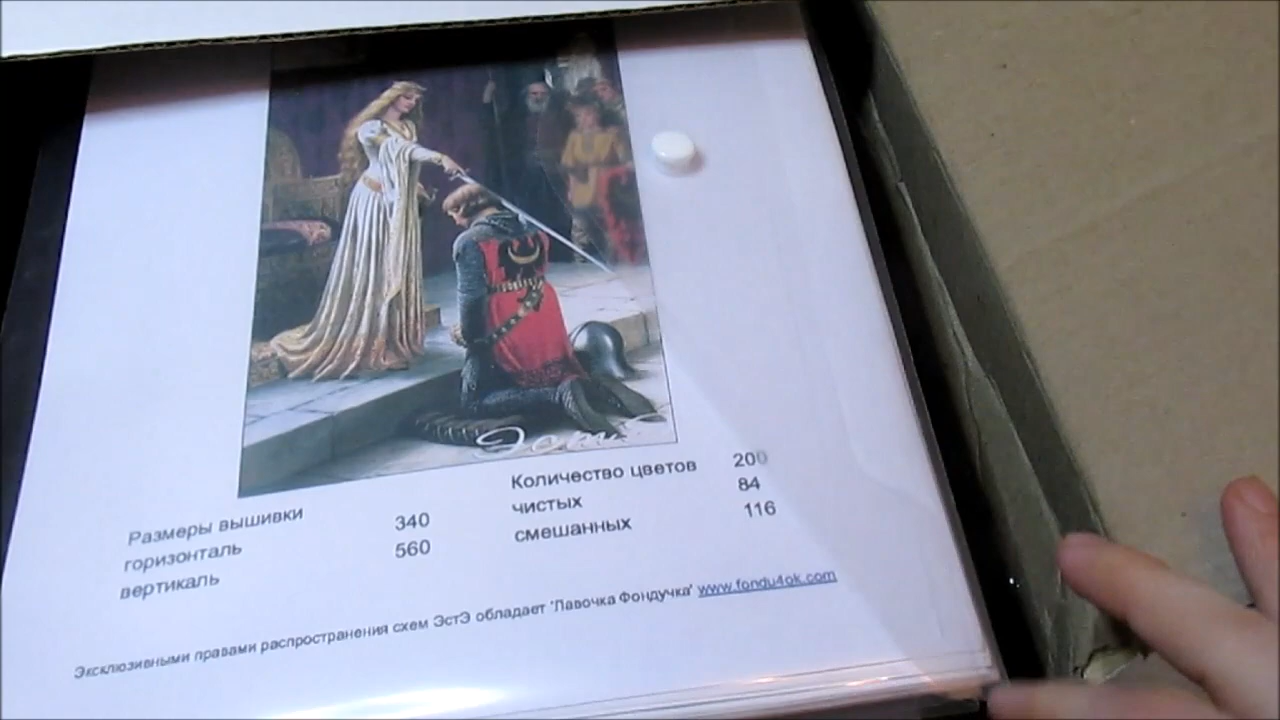 ЭстЭ
Размеры вышивки
горизонталь 340
вертикаль 560
Количество цветов 200
чистых 84
смешанных 116
Эксклюзивными правами распространения схем ЭстЭ обладает 'Лавочка Фондучка' www.fondu4ok.com